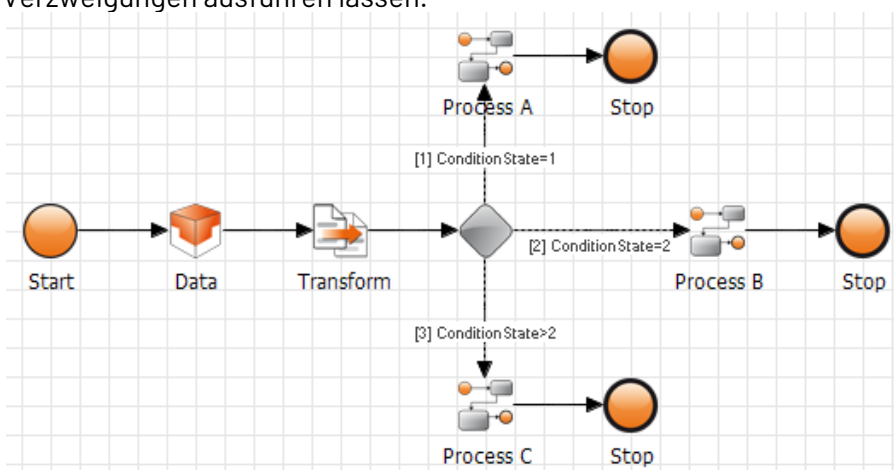 Verzweigungen ausführen lassen.
Process A
Stop
[1] ConditionState=1
[2] ConditionState=2
Start
Data
Transform
Process B
Stop
[3] ConditionState>2
Process C
Stop